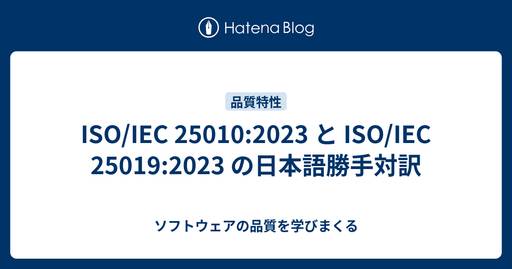 Hatena Blog
品質特性
ISO/IEC 25010:2023 と ISO/IEC
25019:2023 の日本語勝手対訳
ソフトウェアの品質を学びまくる